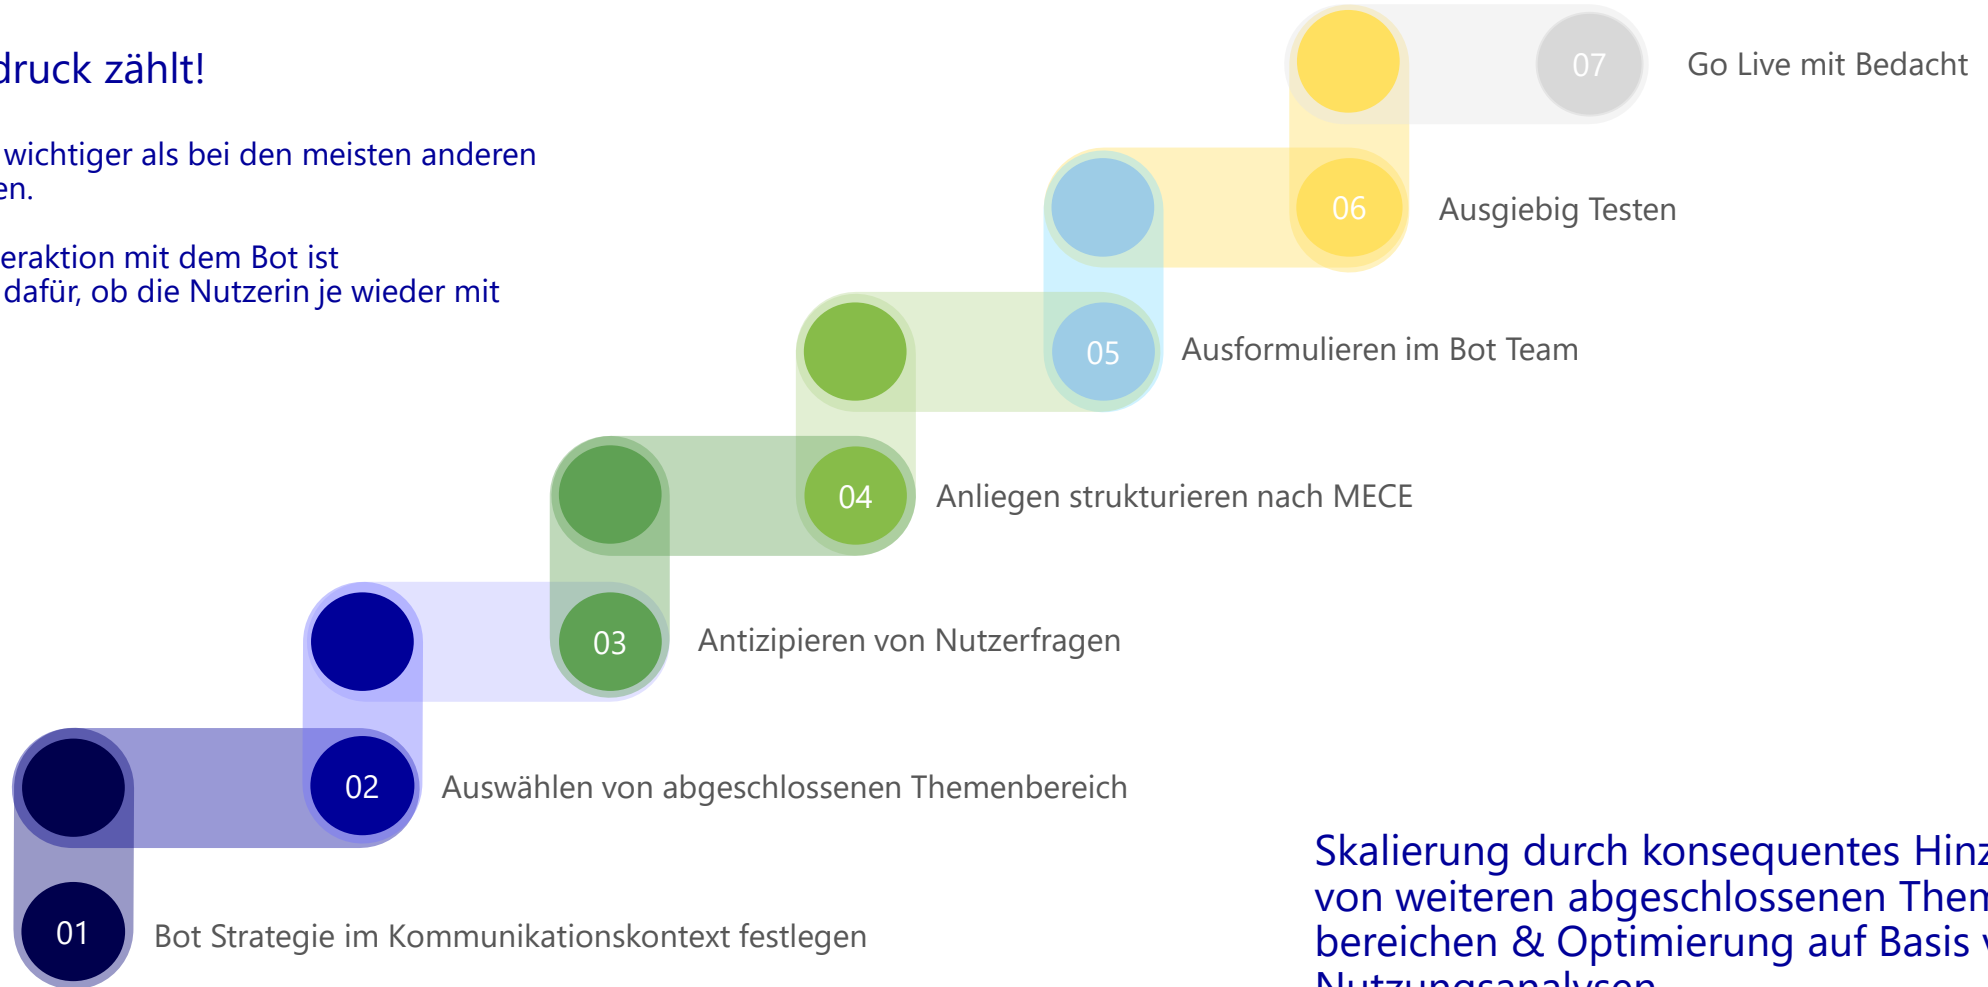 druck zählt!
wichtiger als bei den meisten anderen
en.
eraktion mit dem Bot ist
dafür, ob die Nutzerin je wieder mit
07 Go Live mit Bedacht
06 Ausgiebig Testen
05 Ausformulieren im Bot Team
04 Anliegen strukturieren nach MECE
03 Antizipieren von Nutzerfragen
02 Auswählen von abgeschlossenen Themenbereich
01 Bot Strategie im Kommunikationskontext festlegen
Skalierung durch konsequentes Hinz
von weiteren abgeschlossenen Them
bereichen & Optimierung auf Basis v
Nutzungsanalysen